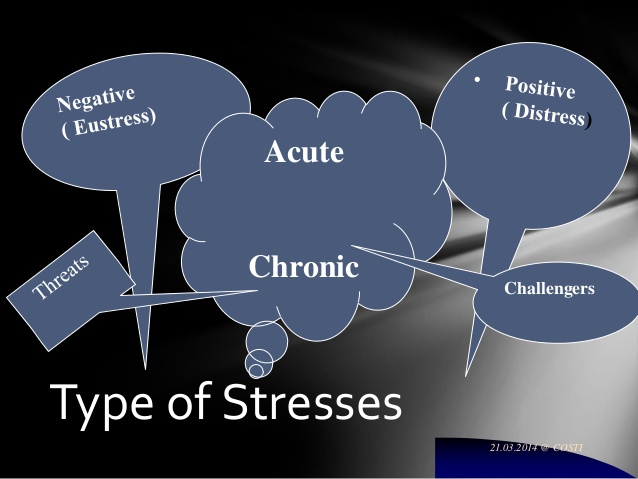 Negative
( Eustress)
• Positive
( Distress)
Acute
Chronic
Threats
Challengers
Type of Stresses
21.03.2014 @ COSTI